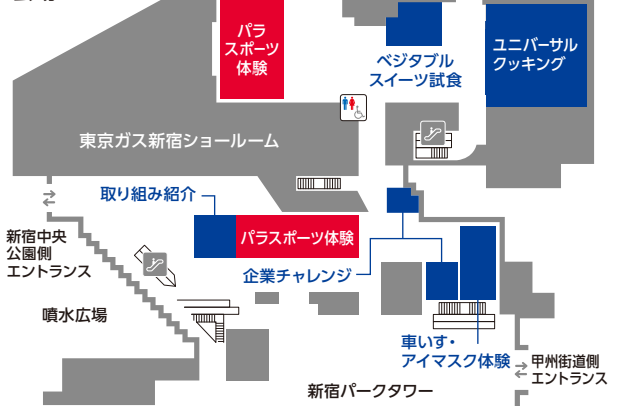 パラ
スポーツ
体験
ベジタブル
スイーツ試食
ユニバーサル
クッキング
東京ガス新宿ショールーム
取り組み紹介
パラスポーツ体験
新宿中央
公園側
エントランス
企業チャレンジ
噴水広場
車いす・
アイマスク体験
甲州街道側
エントランス
新宿パークタワー